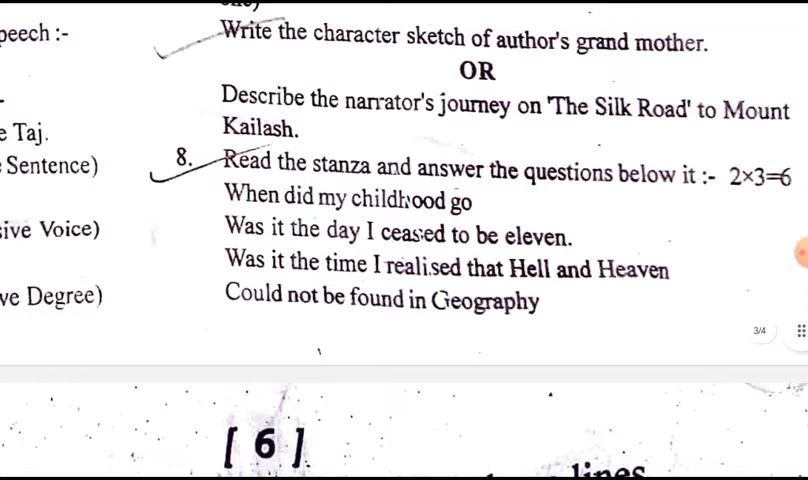 one)
Write the character sketch of author's grand mother.
OR
Describe the narrator's journey on 'The Silk Road' to Mount
Kailash.
8. Read the stanza and answer the questions below it :- 2×3=6
When did my childhood go
Was it the day I ceased to be eleven.
Was it the time I realised that Hell and Heaven
Could not be found in Geography
peech :-
e Taj.
Sentence)
sive Voice)
ve Degree)
3/4
[ 6 ]
lines